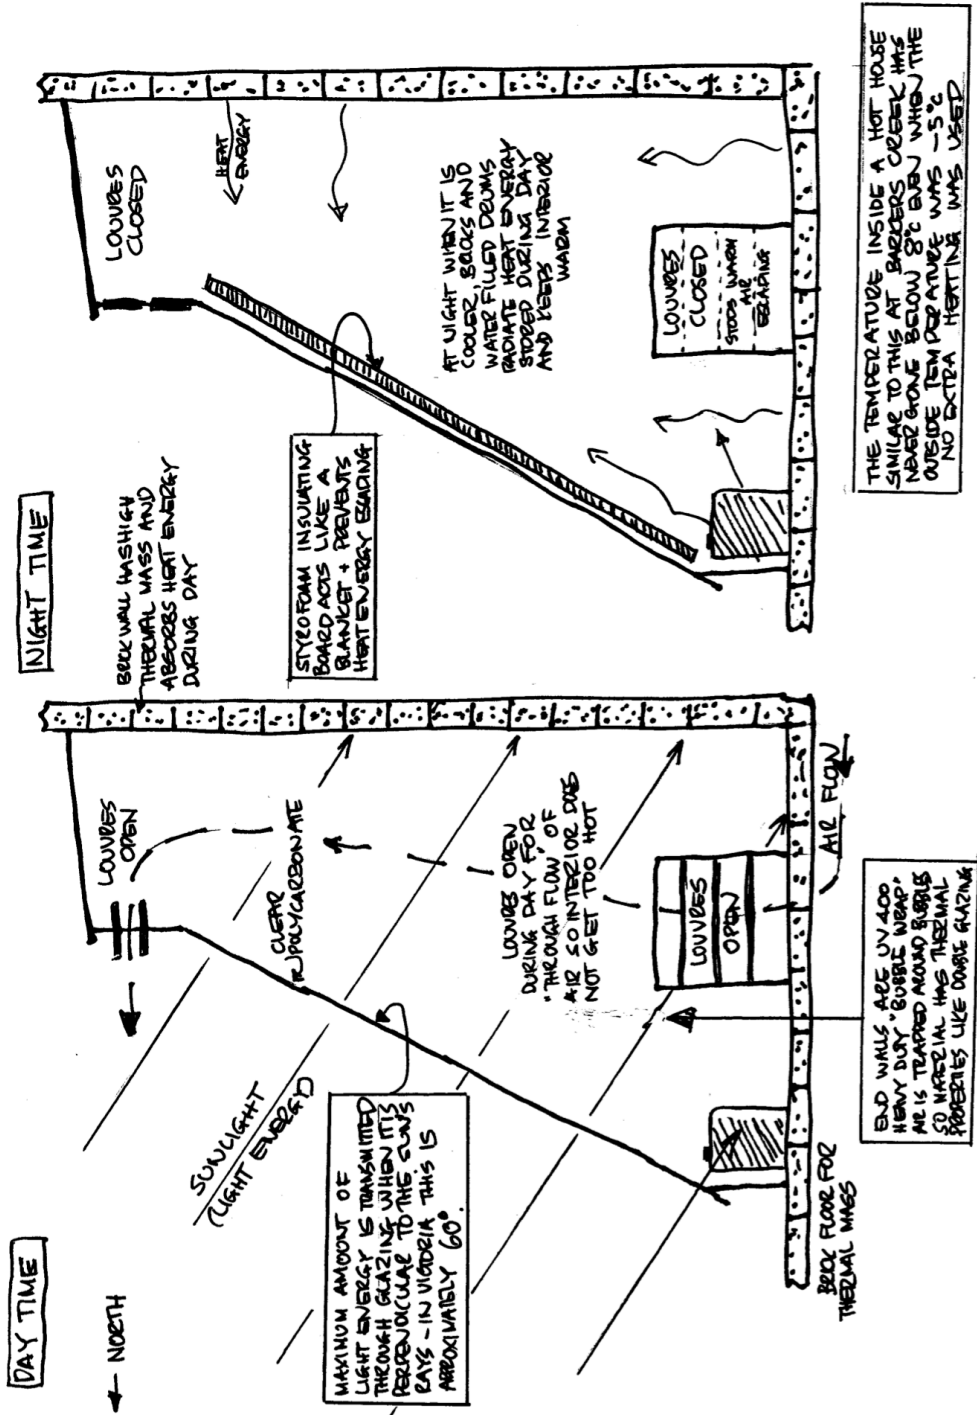 DAY TIME
← NORTH
SUNLIGHT
(LIGHT ENERGY)
LOUVRES
OPEN
CLEAR
POLYCARBONATE
MAXIMUM AMOUNT OF
LIGHT ENERGY IS TRANSMITTED
THROUGH GLAZING WHEN IT IS
PERPENDICULAR TO THE SUN'S
RAYS - IN VICTORIA THIS IS
APPROXIMATELY 60°.
LOUVRES OPEN
DURING DAY FOR
"THROUGH FLOW" OF
AIR SO INTERIOR DOES
NOT GET TOO HOT
LOUVRES
OPEN
AIR FLOW
BRICK FLOOR FOR
THERMAL MASS
END WALLS ARE UV400
HEAVY DUTY "BUBBLE WRAP"
AIR IS TRAPPED AROUND BUBBLES
SO MATERIAL HAS THERMAL
PROPERTIES LIKE DOUBLE GLAZING
NIGHT TIME
BRICK WALL HAS HIGH
THERMAL MASS AND
ABSORBS HEAT ENERGY
DURING DAY
LOUVRES
CLOSED
HEAT
ENERGY
STYROFOAM INSULATING
BOARD ACTS LIKE A
BLANKET + PREVENTS
HEAT ENERGY ESCAPING
AT NIGHT WHEN IT IS
COOLER, BRICKS AND
WATER FILLED DRUMS
RADIATE HEAT ENERGY
STORED DURING DAY
AND KEEPS INTERIOR
WARM
LOUVRES
CLOSED
STOPS WARM
AIR
ESCAPING
THE TEMPERATURE INSIDE A HOT HOUSE
SIMILAR TO THIS AT BARKERS CREEK HAS
NEVER GONE BELOW 8°C EVEN WHEN THE
OUTSIDE TEMPERATURE WAS -5°C
NO EXTRA HEATING WAS USED